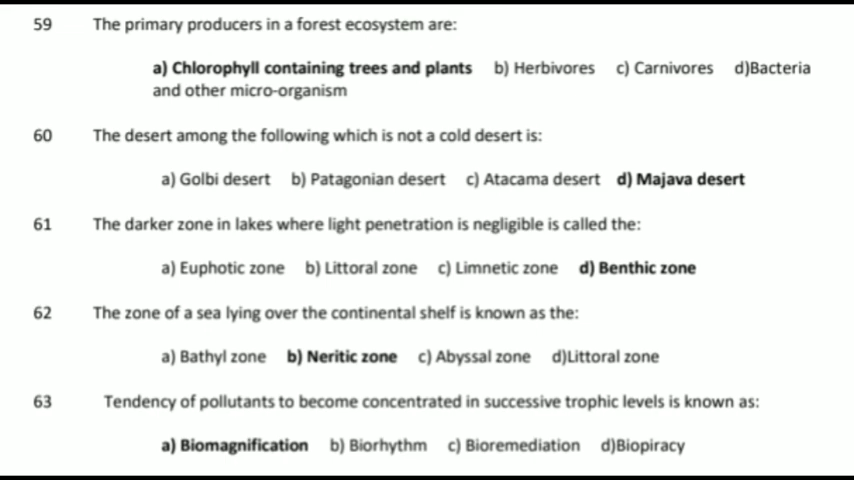 59 The primary producers in a forest ecosystem are:
a) Chlorophyll containing trees and plants b) Herbivores c) Carnivores d)Bacteria
and other micro-organism
60 The desert among the following which is not a cold desert is:
a) Golbi desert b) Patagonian desert c) Atacama desert d) Majava desert
61 The darker zone in lakes where light penetration is negligible is called the:
a) Euphotic zone b) Littoral zone c) Limnetic zone d) Benthic zone
62 The zone of a sea lying over the continental shelf is known as the:
a) Bathyl zone b) Neritic zone c) Abyssal zone d)Littoral zone
63 Tendency of pollutants to become concentrated in successive trophic levels is known as:
a) Biomagnification b) Biorhythm c) Bioremediation d)Biopiracy